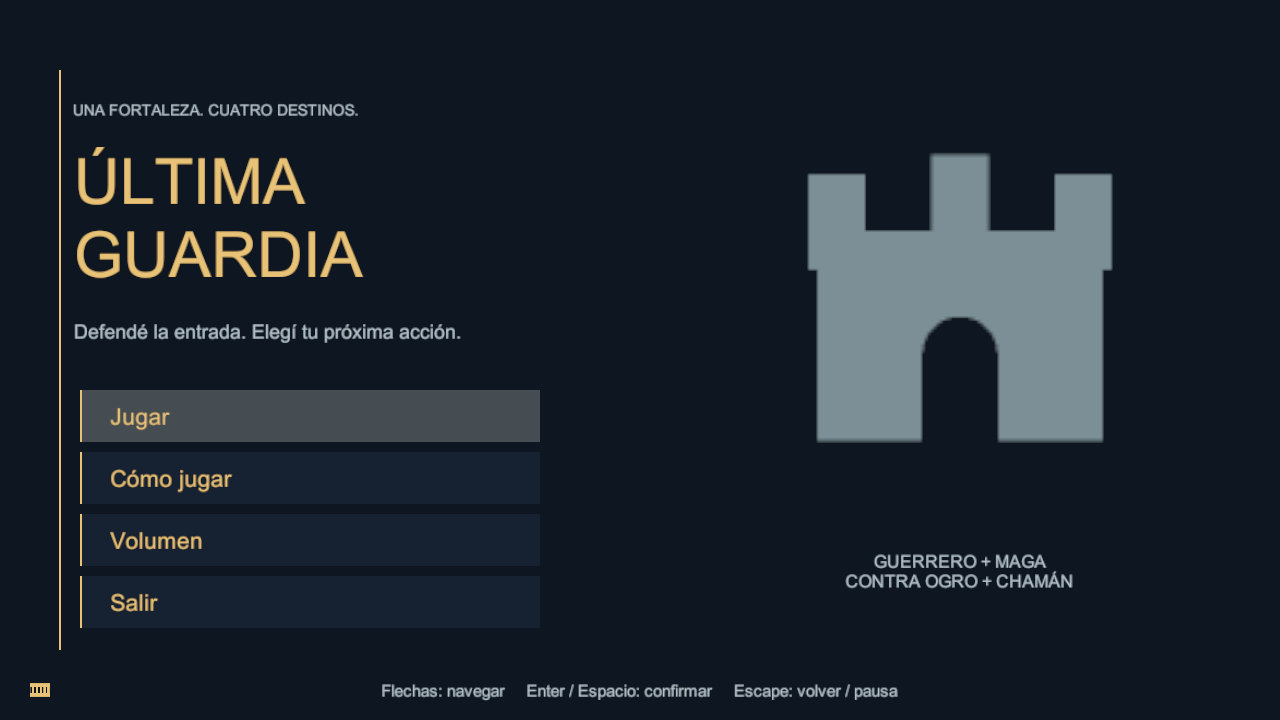 UNA FORTALEZA. CUATRO DESTINOS.
ÚLTIMA
GUARDIA
Defendé la entrada. Elegí tu próxima acción.
Jugar
Cómo jugar
Volumen
Salir
GUERRERO + MAGA
CONTRA OGRO + CHAMÁN
Flechas: navegar Enter / Espacio: confirmar Escape: volver / pausa